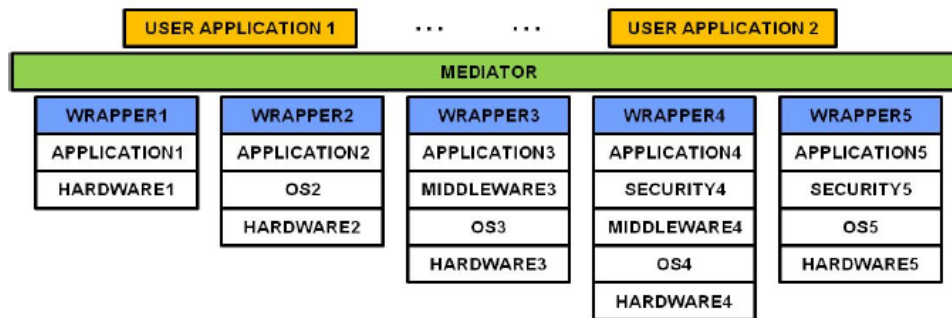 USER APPLICATION 1 ... ... USER APPLICATION 2
MEDIATOR
WRAPPER1 WRAPPER2 WRAPPER3 WRAPPER4 WRAPPER5
APPLICATION1 APPLICATION2 APPLICATION3 APPLICATION4 APPLICATION5
HARDWARE1 OS2 MIDDLEWARE3 SECURITY4 SECURITY5
HARDWARE2 OS3 MIDDLEWARE4 OS5
HARDWARE3 OS4 HARDWARE5
HARDWARE4